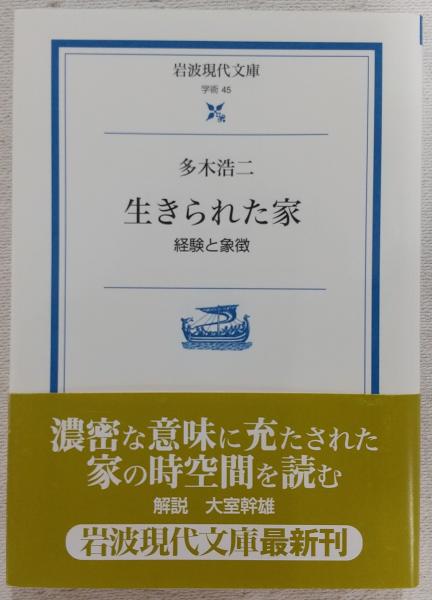 岩波現代文庫
学術 45
多木浩二
生きられた家
経験と象徴
濃密な意味に充たされた
家の時空間を読む
解説 大室幹雄
岩波現代文庫最新刊